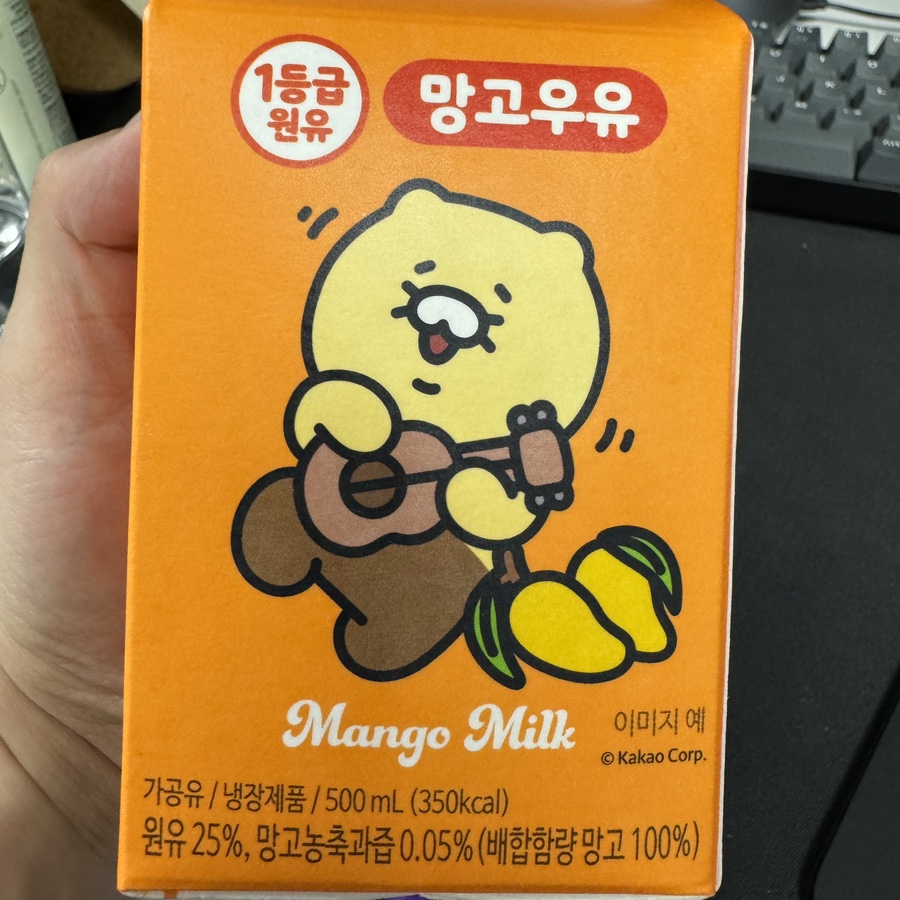 1등급
원유
망고우유
Mango Milk
이미지 예
© Kakao Corp.
가공유 / 냉장제품 / 500 mL (350kcal)
원유 25%, 망고농축과즙 0.05% (배합함량 망고 100%)